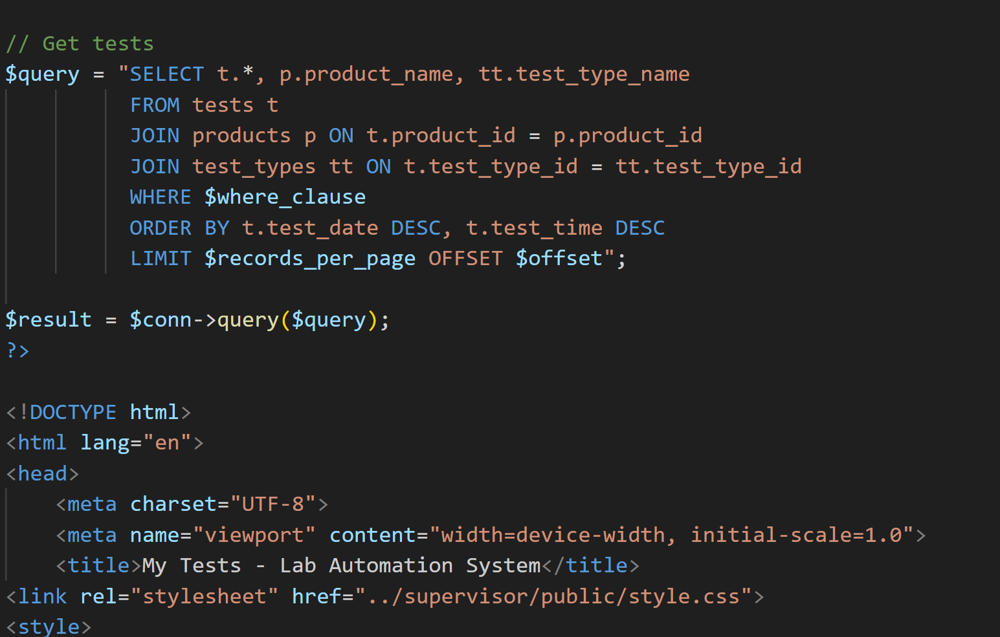 // Get tests
$query = "SELECT t.*, p.product_name, tt.test_type_name
FROM tests t
JOIN products p ON t.product_id = p.product_id
JOIN test_types tt ON t.test_type_id = tt.test_type_id
WHERE $where_clause
ORDER BY t.test_date DESC, t.test_time DESC
LIMIT $records_per_page OFFSET $offset";
$result = $conn->query($query);
?>
<!DOCTYPE html>
<html lang="en">
<head>
<meta charset="UTF-8">
<meta name="viewport" content="width=device-width, initial-scale=1.0">
<title>My Tests - Lab Automation System</title>
<link rel="stylesheet" href="../supervisor/public/style.css">
<style>